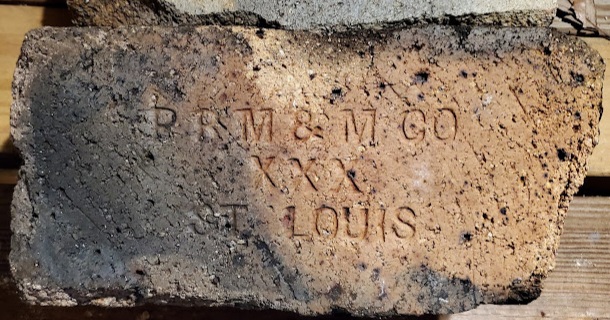 P R M & M CO
XXX
ST. LOUIS